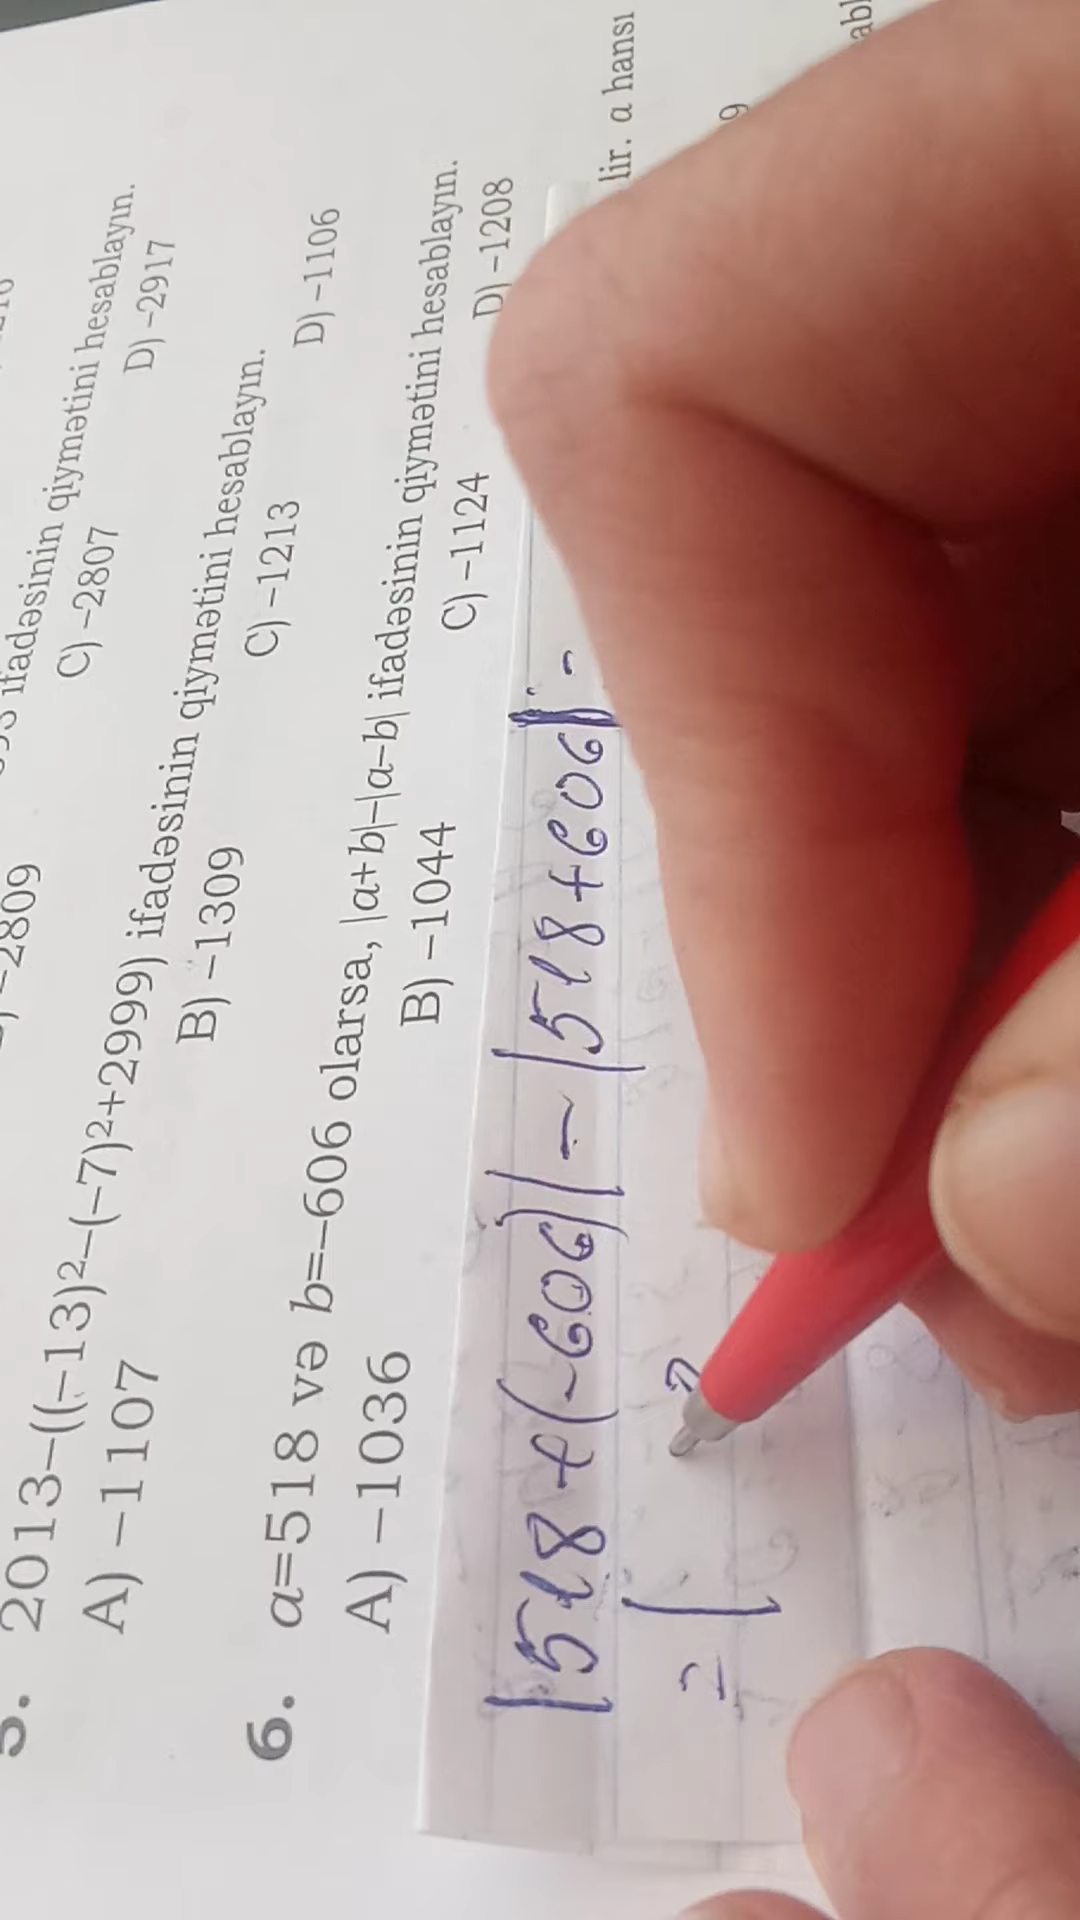 ifadəsinin qiymətini hesablayın.
-2809 C) -2807 D) -2917
5. 2013-((-13)²-(-7)²+2999) ifadəsinin qiymətini hesablayın.
A) -1107 B) -1309 C) -1213 D) -1106
6. a=518 və b=-606 olarsa, |a+b|-|a-b| ifadəsinin qiymətini hesablayın.
A) -1036 B) -1044 C) -1124 D) -1208
|518+(-606)| - |518+606| =
= |
lir. a hansı
9